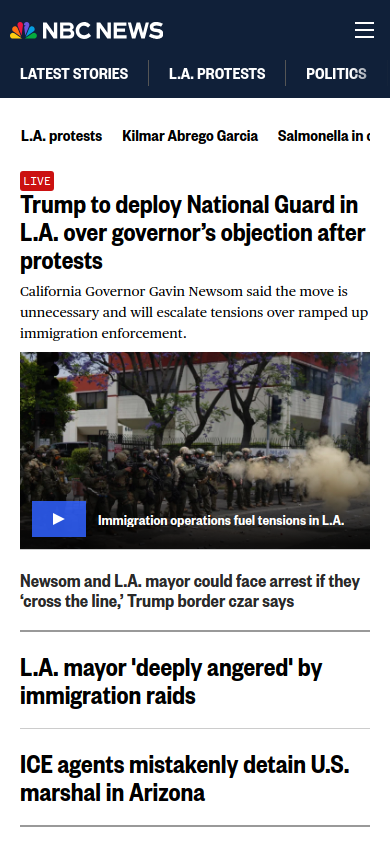 NBC NEWS
LATEST STORIES
L.A. PROTESTS
POLITICS
L.A. protests
Kilmar Abrego Garcia
Salmonella in
LIVE
Trump to deploy National Guard in
L.A. over governor’s objection after
protests
California Governor Gavin Newsom said the move is
unnecessary and will escalate tensions over ramped up
immigration enforcement.
Immigration operations fuel tensions in L.A.
Newsom and L.A. mayor could face arrest if they
‘cross the line,’ Trump border czar says
L.A. mayor 'deeply angered' by
immigration raids
ICE agents mistakenly detain U.S.
marshal in Arizona